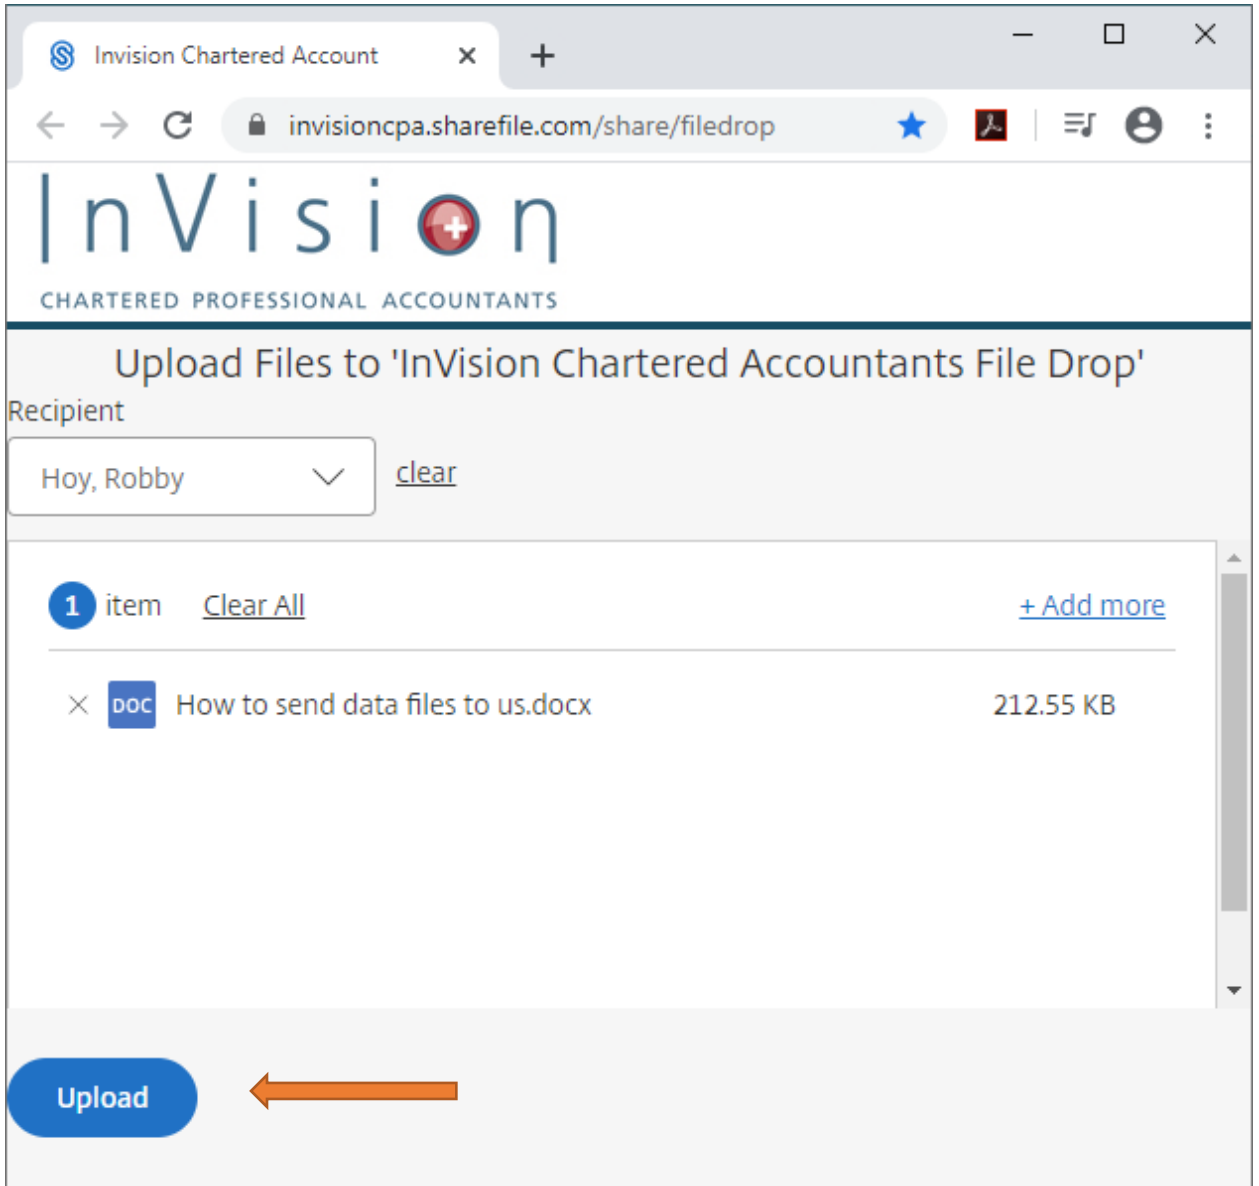 Invision Chartered Account
invisioncpa.sharefile.com/share/filedrop
InVision
CHARTERED PROFESSIONAL ACCOUNTANTS
Upload Files to 'InVision Chartered Accountants File Drop'
Recipient
Hoy, Robby clear
1 item Clear All + Add more
DOC How to send data files to us.docx 212.55 KB
Upload